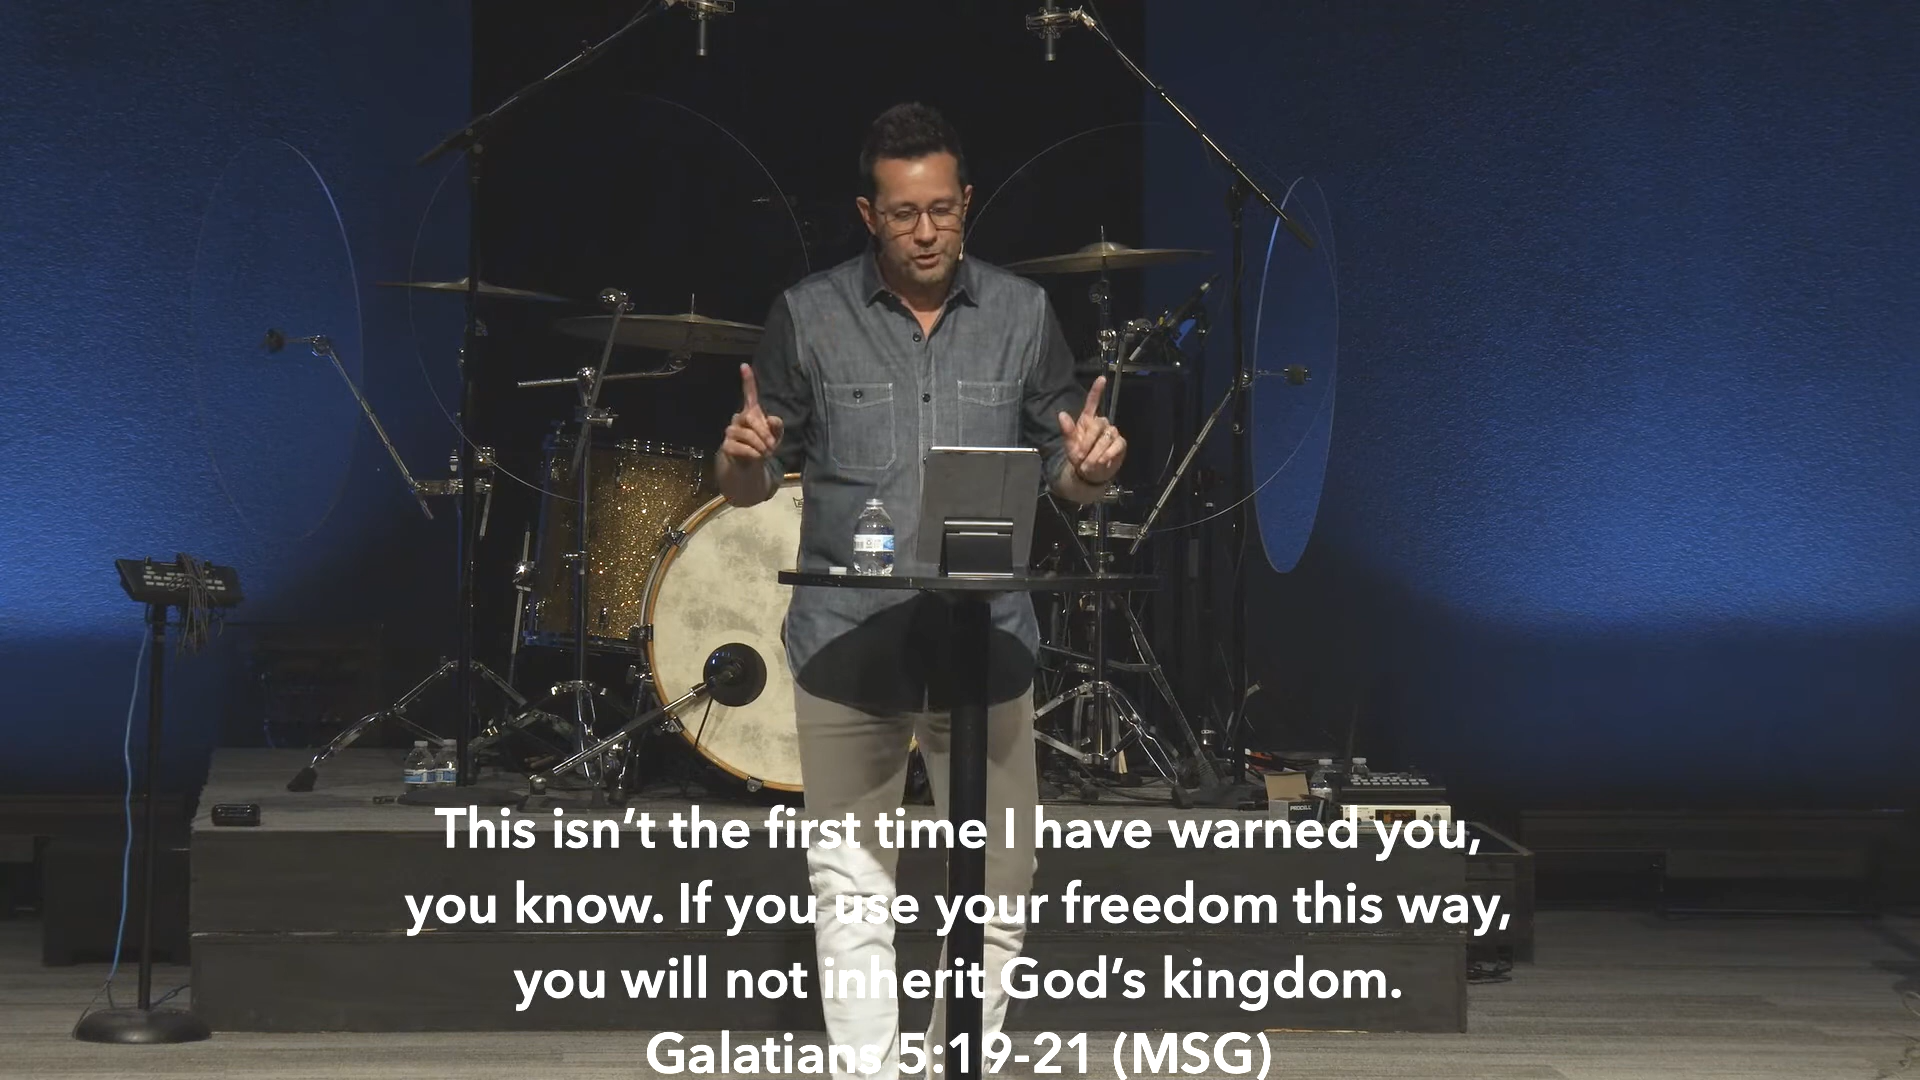 This isn’t the first time I have warned you,
you know. If you use your freedom this way,
you will not inherit God’s kingdom.
Galatians 5:19-21 (MSG)